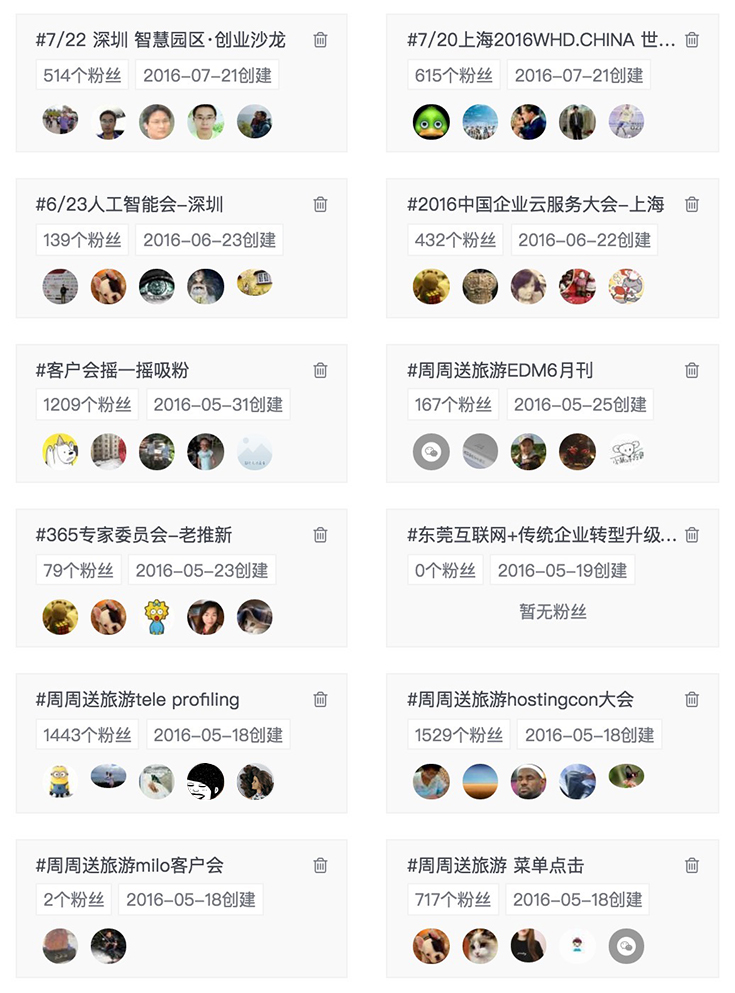 #7/22 深圳 智慧园区·创业沙龙
514个粉丝 2016-07-21创建
#7/20上海2016WHD.CHINA 世...
615个粉丝 2016-07-21创建
#6/23人工智能会-深圳
139个粉丝 2016-06-23创建
#2016中国企业云服务大会-上海
432个粉丝 2016-06-22创建
#客户会摇一摇吸粉
1209个粉丝 2016-05-31创建
#周周送旅游EDM6月刊
167个粉丝 2016-05-25创建
#365专家委员会-老推新
79个粉丝 2016-05-23创建
#东莞互联网+传统企业转型升级...
0个粉丝 2016-05-19创建
暂无粉丝
#周周送旅游tele profiling
1443个粉丝 2016-05-18创建
#周周送旅游hostingcon大会
1529个粉丝 2016-05-18创建
#周周送旅游milo客户会
2个粉丝 2016-05-18创建
#周周送旅游 菜单点击
717个粉丝 2016-05-18创建